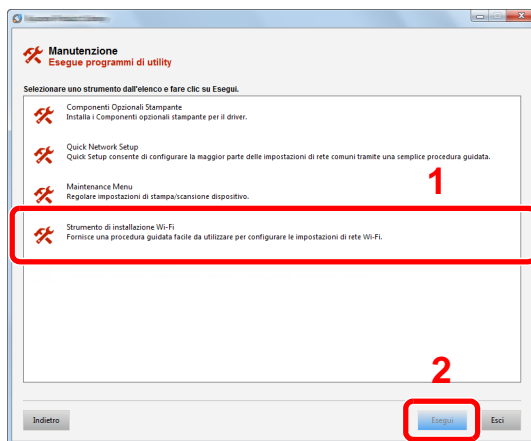 Manutenzione
Esegue programmi di utility
Selezionare uno strumento dall'elenco e fare clic su Esegui.
Componenti Opzionali Stampante
Installa i Componenti opzionali stampante per il driver.
Quick Network Setup
Quick Setup consente di configurare la maggior parte delle impostazioni di rete comuni tramite una semplice procedura guidata.
1
Maintenance Menu
Regolare impostazioni di stampa/scansione dispositivo.
Strumento di installazione Wi-Fi
Fornisce una procedura guidata facile da utilizzare per configurare le impostazioni di rete Wi-Fi.
2
Indietro
Esegui
Esci